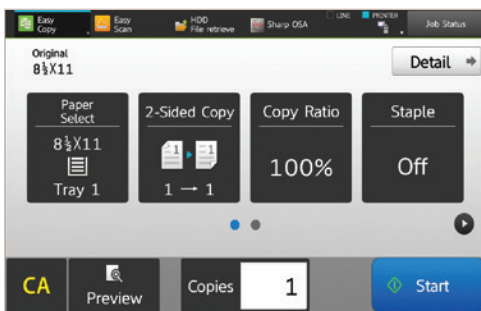 Easy
Copy
Easy
Scan
HDD
File retrieve
Sharp OSA
LINE
PRINTER
Job Status
Original
8½X11
Detail
Paper
Select
8½X11
Tray 1
2-Sided Copy
1
1
1 → 1
Copy Ratio
100%
Staple
Off
CA
Preview
Copies
1
Start